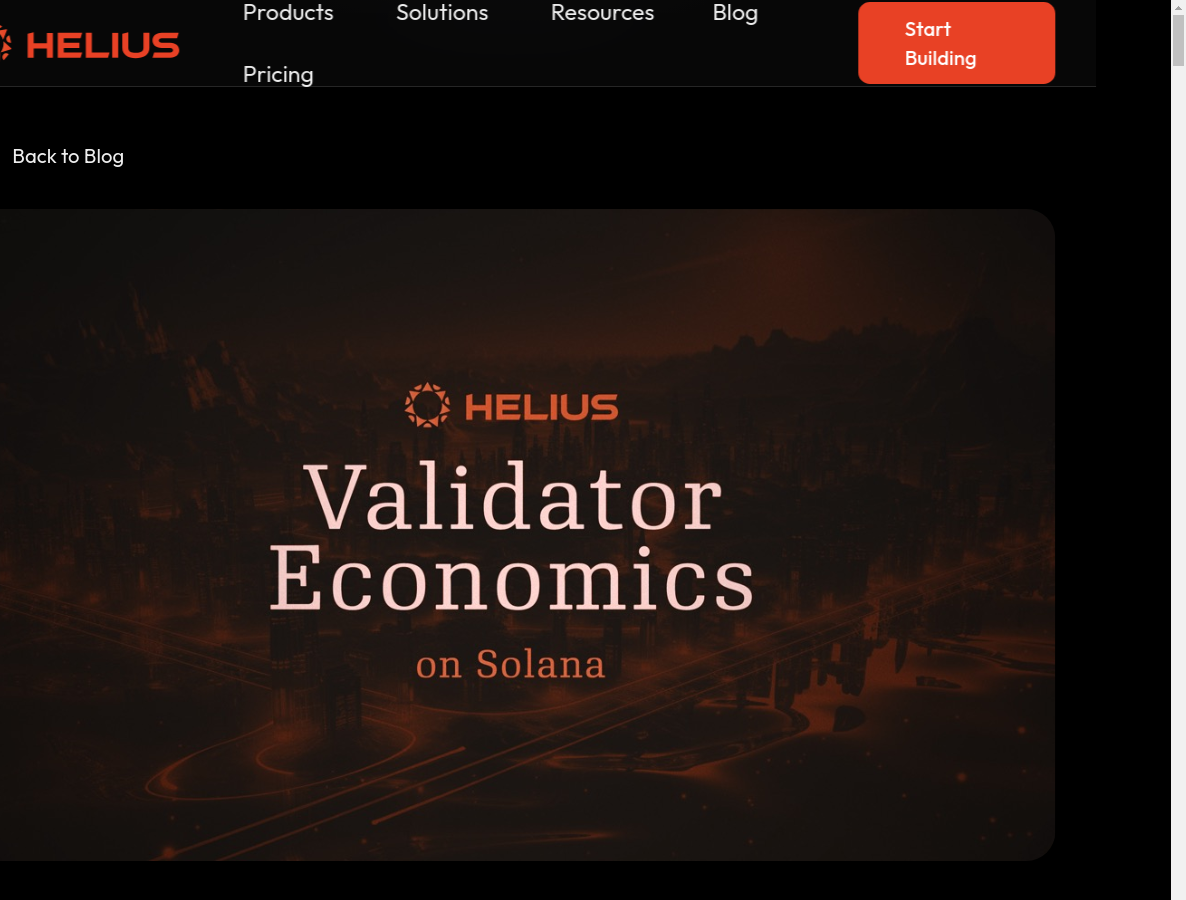 HELIUS
Products
Solutions
Resources
Blog
Pricing
Start
Building
Back to Blog
HELIUS
Validator
Economics
on Solana